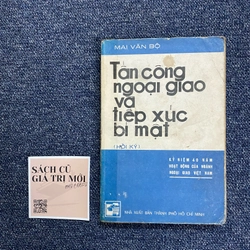 MAI VĂN BỘ
Tấn công
ngoại giao
và
tiếp xúc
bí mật
(HỒI KÝ)
KỶ NIỆM 40 NĂM
HOẠT ĐỘNG CỦA NGÀNH
NGOẠI GIAO VIỆT NAM
NHÀ XUẤT BẢN THÀNH PHỐ HỒ CHÍ MINH
SÁCH CŨ
GIÁ TRỊ MỚI